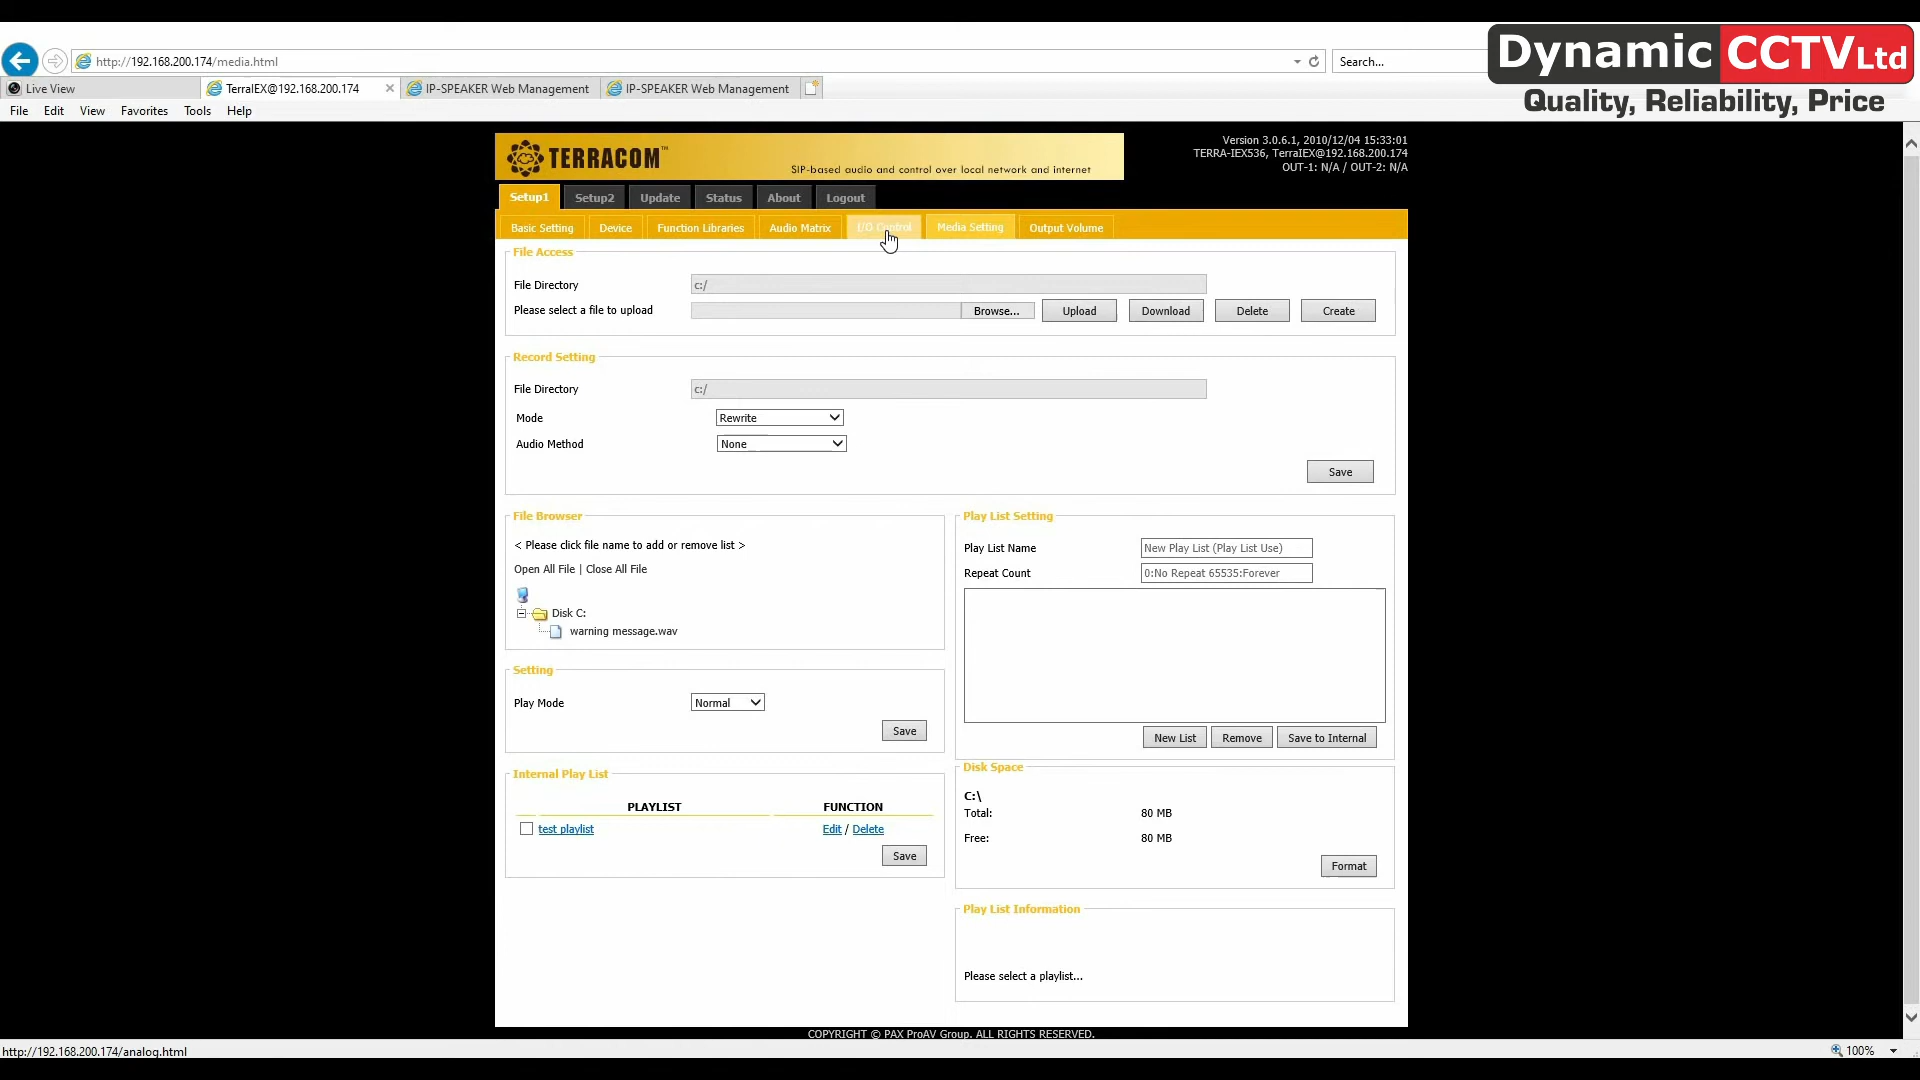 Dynamic CCTV Ltd
Quality, Reliability, Price
http://192.168.200.174/media.html
Search...
Live View
TerraIEX@192.168.200.174
IP-SPEAKER Web Management
IP-SPEAKER Web Management
File Edit View Favorites Tools Help
TERRACOM™
SIP-based audio and control over local network and internet
Version 3.0.6.1, 2010/12/04 15:33:01
TERRA-IEX536, TerraIEX@192.168.200.174
OUT-1: N/A / OUT-2: N/A
Setup1 Setup2 Update Status About Logout
Basic Setting Device Function Libraries Audio Matrix I/O Control Media Setting Output Volume
File Access
File Directory c:/
Please select a file to upload Browse... Upload Download Delete Create
Record Setting
File Directory c:/
Mode Rewrite
Audio Method None
Save
File Browser
< Please click file name to add or remove list >
Open All File | Close All File
Disk C:
warning message.wav
Setting
Play Mode Normal
Save
Internal Play List
PLAYLIST FUNCTION
test playlist Edit / Delete
Save
Play List Setting
Play List Name New Play List (Play List Use)
Repeat Count 0:No Repeat 65535:Forever
New List Remove Save to Internal
Disk Space
C:\
Total: 80 MB
Free: 80 MB
Format
Play List Information
Please select a playlist...
COPYRIGHT © PAX ProAV Group. ALL RIGHTS RESERVED.
http://192.168.200.174/analog.html
100%